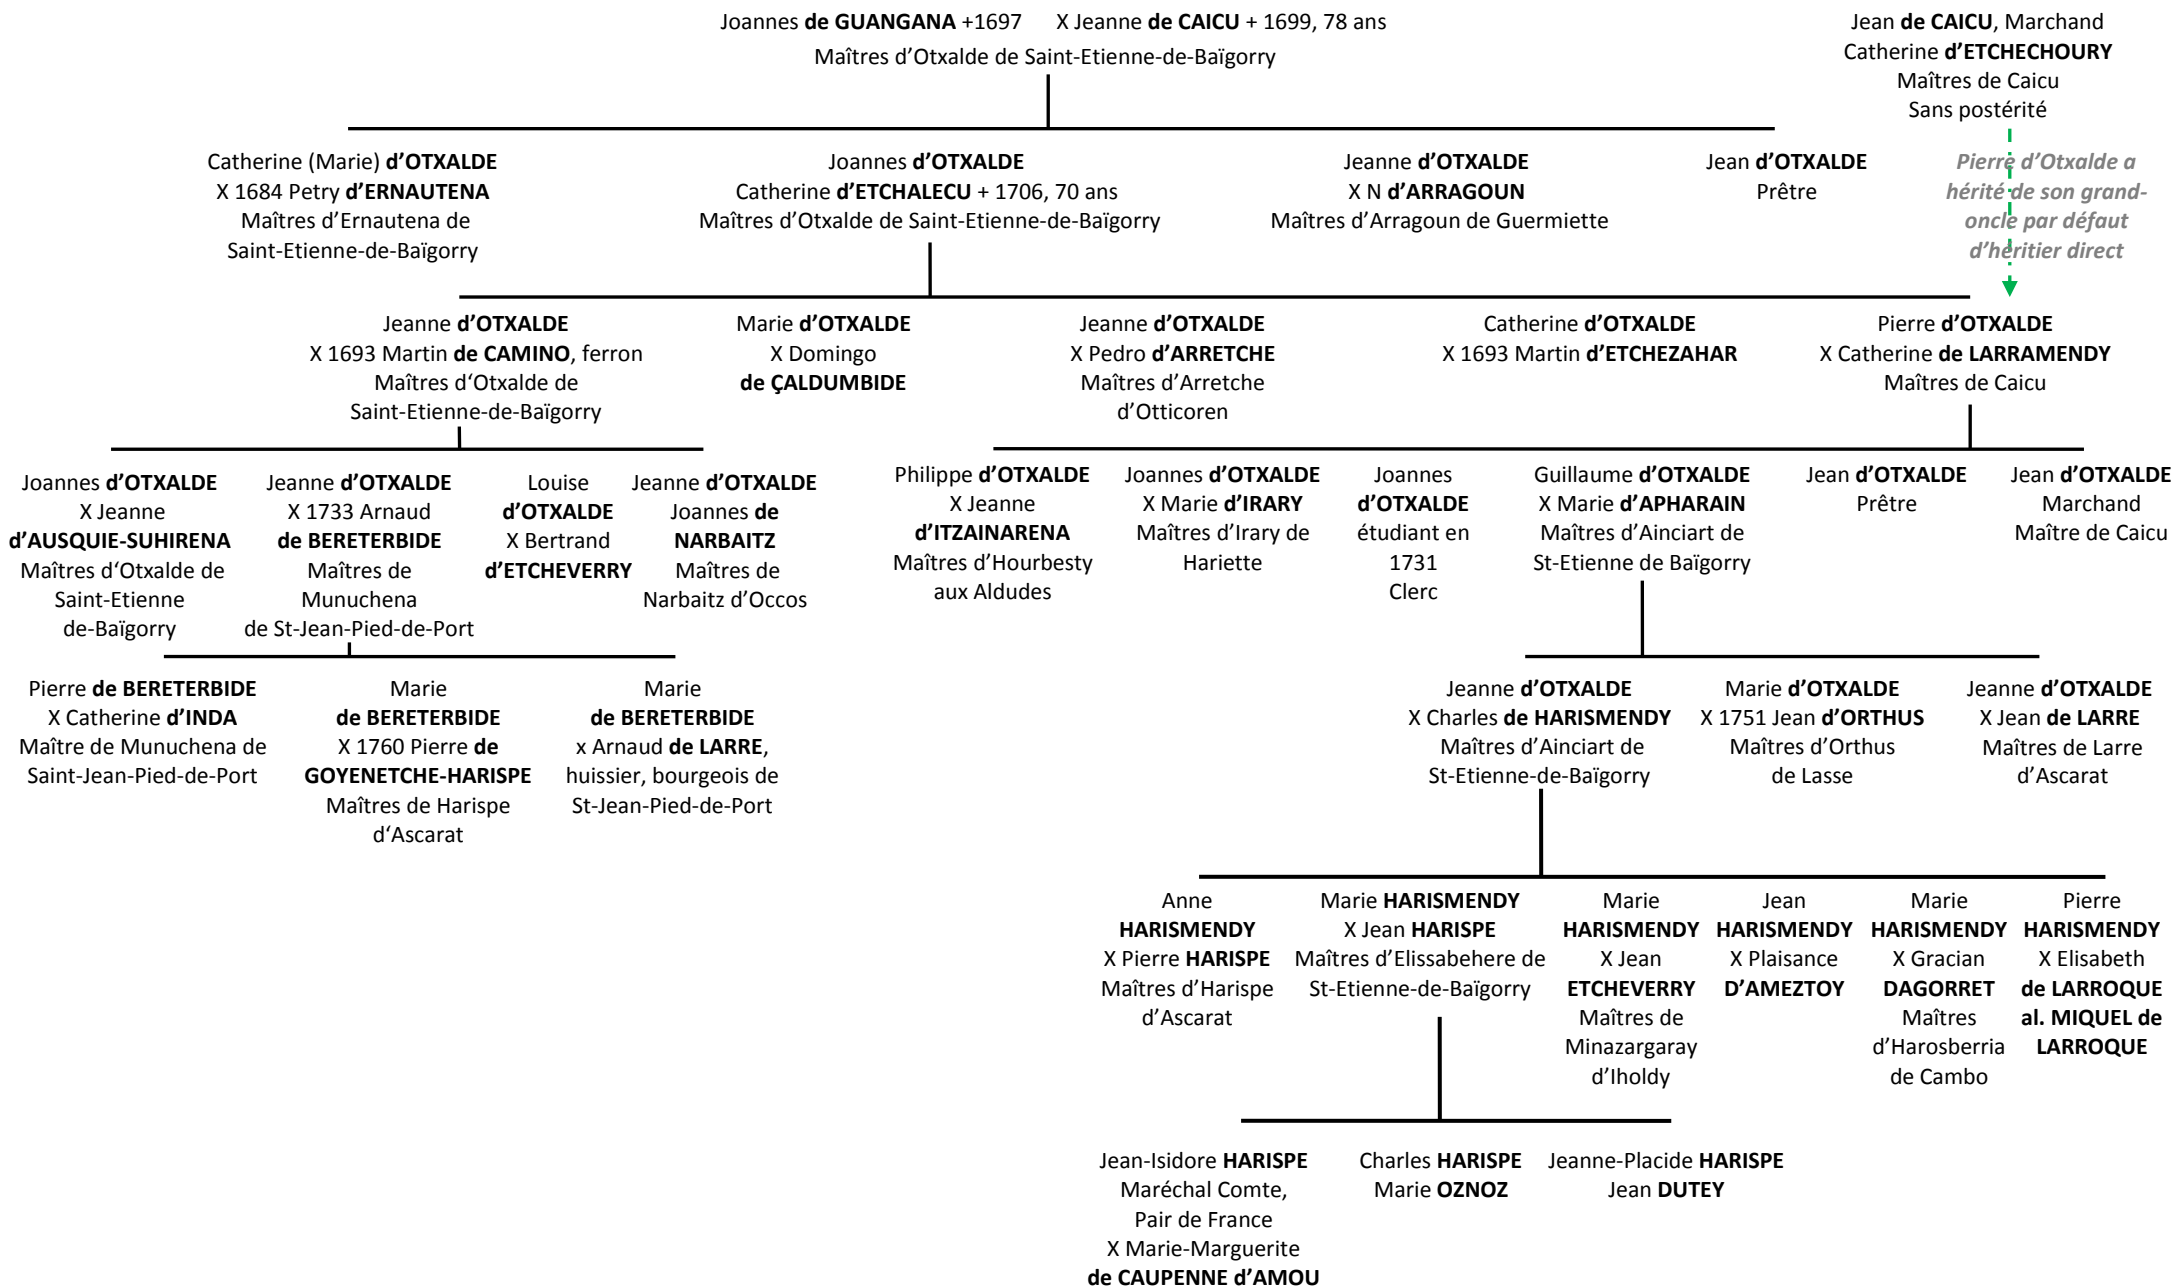 Joannes de GUANGANA +1697 X Jeanne de CAICU + 1699, 78 ans
Maîtres d’Otxalde de Saint-Etienne-de-Baïgorry
Jean de CAICU, Marchand
Catherine d’ETCHECHOURY
Maîtres de Caicu
Sans postérité
Catherine (Marie) d’OTXALDE
X 1684 Petry d’ERNAUTENA
Maîtres d’Ernautena de
Saint-Etienne-de-Baïgorry
Joannes d’OTXALDE
Catherine d’ETCHALECU + 1706, 70 ans
Maîtres d’Otxalde de Saint-Etienne-de-Baïgorry
Jeanne d’OTXALDE
X N d’ARRAGOUN
Maîtres d’Arragoun de Guermiette
Jean d’OTXALDE
Prêtre
Pierre d’Otxalde a
hérité de son grand-
oncle par défaut
d’héritier direct
Jeanne d’OTXALDE
X 1693 Martin de CAMINO, ferron
Maîtres d‘Otxalde de
Saint-Etienne-de-Baïgorry
Marie d’OTXALDE
X Domingo
de ÇALDUMBIDE
Jeanne d’OTXALDE
X Pedro d’ARRETCHE
Maîtres d’Arretche
d’Otticoren
Catherine d’OTXALDE
X 1693 Martin d’ETCHEZAHAR
Pierre d’OTXALDE
X Catherine de LARRAMENDY
Maîtres de Caicu
Joannes d’OTXALDE
X Jeanne
d’AUSQUIE-SUHIRENA
Maîtres d‘Otxalde de
Saint-Etienne
de-Baïgorry
Jeanne d’OTXALDE
X 1733 Arnaud
de BERETERBIDE
Maîtres de
Munuchena
de St-Jean-Pied-de-Port
Louise
d’OTXALDE
X Bertrand
d’ETCHEVERRY
Jeanne d’OTXALDE
Joannes de
NARBAITZ
Maîtres de
Narbaitz d’Occos
Philippe d’OTXALDE
X Jeanne
d’ITZAINARENA
Maîtres d’Hourbesty
aux Aldudes
Joannes d’OTXALDE
X Marie d’IRARY
Maîtres d’Irary de
Hariette
Joannes
d’OTXALDE
étudiant en
1731
Clerc
Guillaume d’OTXALDE
X Marie d’APHARAIN
Maîtres d’Ainciart de
St-Etienne de Baïgorry
Jean d’OTXALDE
Prêtre
Jean d’OTXALDE
Marchand
Maître de Caicu
Pierre de BERETERBIDE
X Catherine d’INDA
Maître de Munuchena de
Saint-Jean-Pied-de-Port
Marie
de BERETERBIDE
X 1760 Pierre de
GOYENETCHE-HARISPE
Maîtres de Harispe
d‘Ascarat
Marie
de BERETERBIDE
x Arnaud de LARRE,
huissier, bourgeois de
St-Jean-Pied-de-Port
Jeanne d’OTXALDE
X Charles de HARISMENDY
Maîtres d’Ainciart de
St-Etienne-de-Baïgorry
Marie d’OTXALDE
X 1751 Jean d’ORTHUS
Maîtres d’Orthus
de Lasse
Jeanne d’OTXALDE
X Jean de LARRE
Maîtres de Larre
d’Ascarat
Anne
HARISMENDY
X Pierre HARISPE
Maîtres d’Harispe
d’Ascarat
Marie HARISMENDY
X Jean HARISPE
Maîtres d’Elissabehere de
St-Etienne-de-Baïgorry
Marie
HARISMENDY
X Jean
ETCHEVERRY
Maîtres de
Minazargaray
d’Iholdy
Jean
HARISMENDY
X Plaisance
D’AMEZTOY
Marie
HARISMENDY
X Gracian
DAGORRET
Maîtres
d’Harosberria
de Cambo
Pierre
HARISMENDY
X Elisabeth
de LARROQUE
al. MIQUEL de
LARROQUE
Jean-Isidore HARISPE
Maréchal Comte,
Pair de France
X Marie-Marguerite
de CAUPENNE d’AMOU
Charles HARISPE
Marie OZNOZ
Jeanne-Placide HARISPE
Jean DUTEY